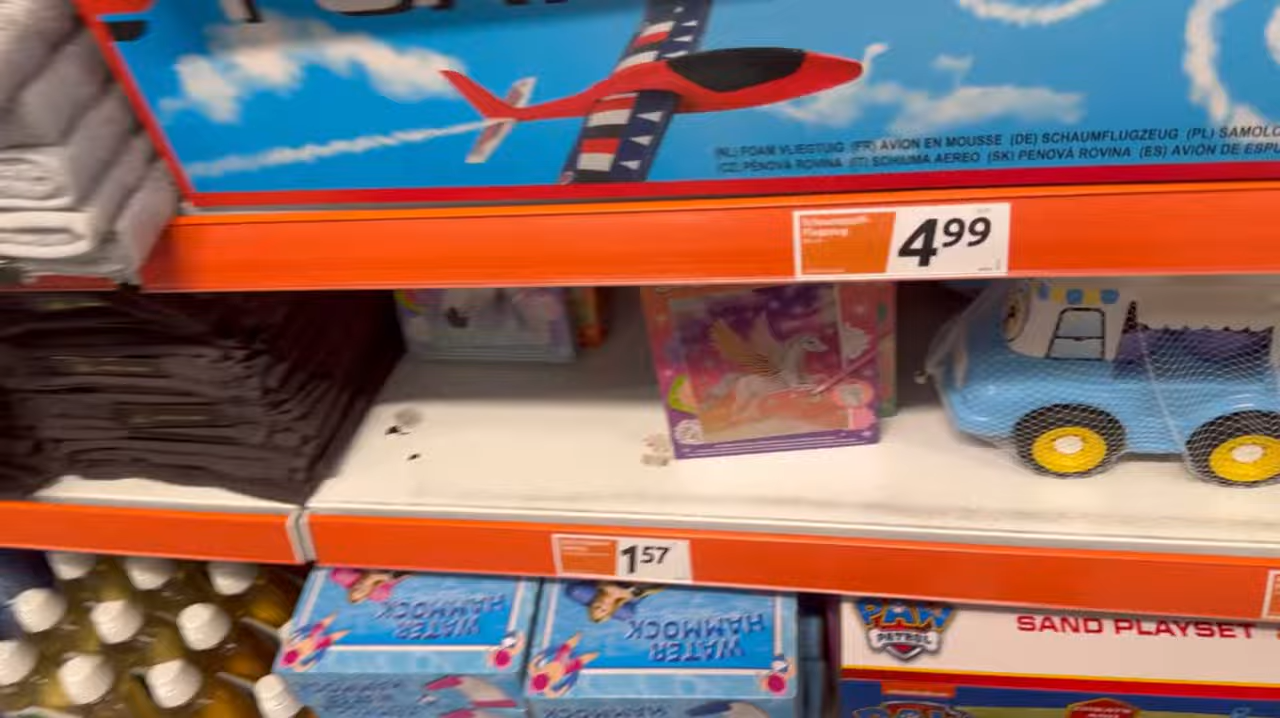 (NL) FOAM VLIEGTUIG (FR) AVION EN MOUSSE (DE) SCHAUMFLUGZEUG (PL) SAMOLO
(CZ) PĚNOVÁ ROVINA (IT) SCHIUMA AEREO (SK) PENOVÁ ROVINA (ES) AVIÓN DE ESPU
Flugzeug
4.99
1.57
WATER HAMMOCK
WATER HAMMOCK
PAW PATROL
SAND PLAYSET